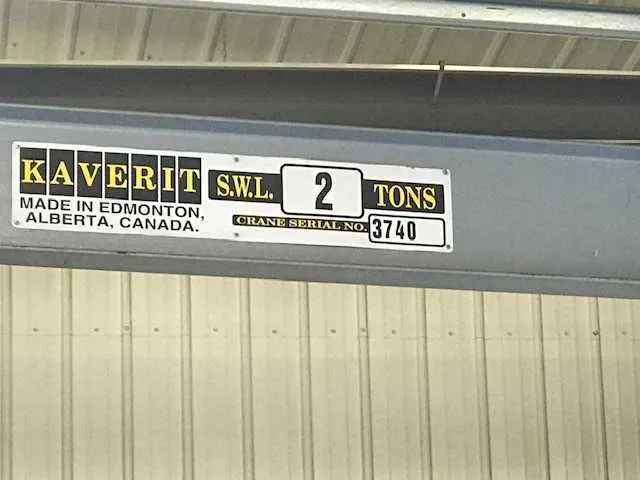 KAVERIT S.W.L. 2 TONS
MADE IN EDMONTON,
ALBERTA, CANADA.
CRANE SERIAL NO. 3740